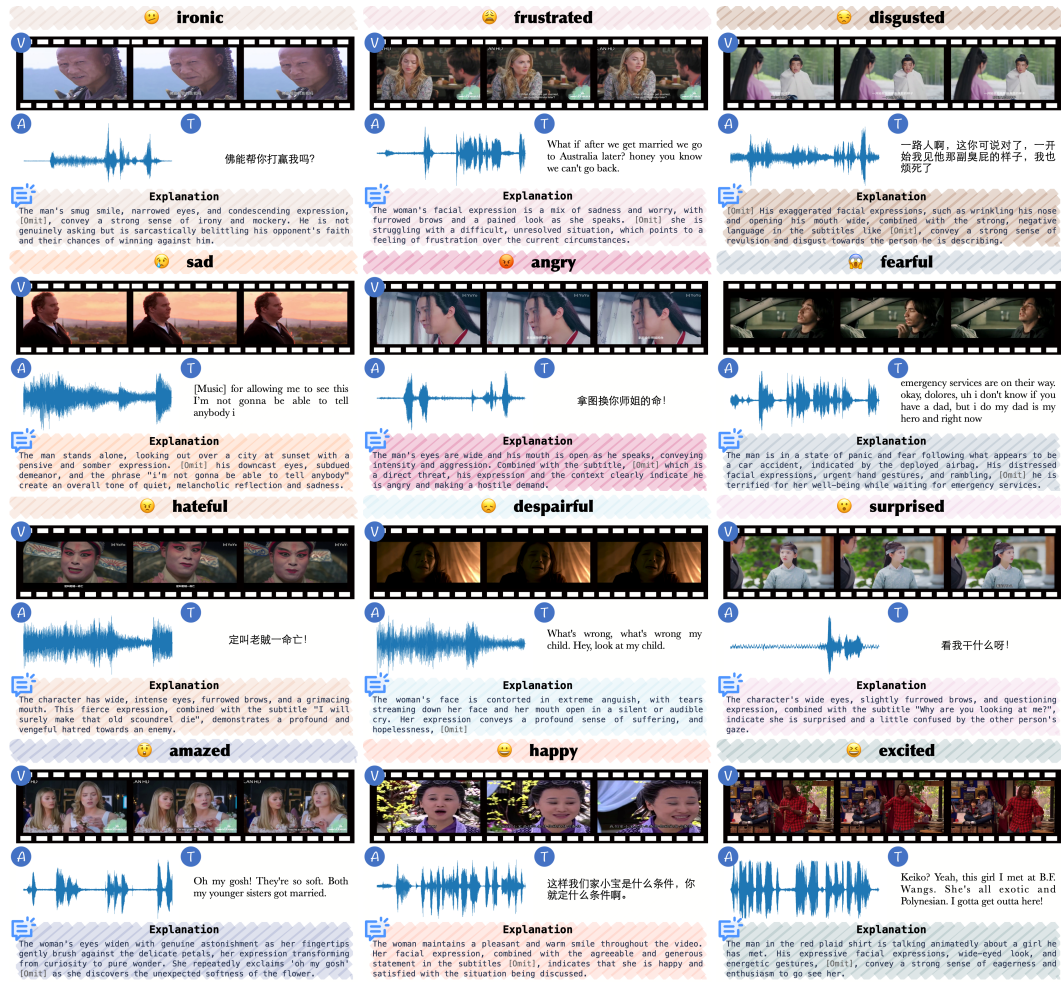 ironic
V
A
T
佛能帮你打赢我吗?
Explanation
The man's smug smile, narrowed eyes, and condescending expression,
[Omit], convey a strong sense of irony and mockery. He is not
genuinely asking but is sarcastically belittling his opponent's faith
and their chances of winning against him.
frustrated
V
A
T
What if after we get married we go
to Australia later? honey you know
we can't go back.
Explanation
The woman's facial expression is a mix of sadness and worry, with
furrowed brows and a pained look as she speaks. [Omit] she is
struggling with a difficult, unresolved situation, which points to a
feeling of frustration over the current circumstances.
disgusted
V
A
T
一路人啊，这你可说对了，一开
始我见他那副臭屁的样子，我也
烦死了
Explanation
[Omit] His exaggerated facial expressions, such as wrinkling his nose
and opening his mouth wide, combined with the strong, negative
language in the subtitles like [Omit], convey a strong sense of
revulsion and disgust towards the person he is describing.
sad
V
A
T
[Music] for allowing me to see this
I'm not gonna be able to tell
anybody i
Explanation
The man stands alone, looking out over a city at sunset with a
pensive and somber expression. [Omit] his downcast eyes, subdued
demeanor, and the phrase "i'm not gonna be able to tell anybody"
create an overall tone of quiet, melancholic reflection and sadness.
angry
V
A
T
拿图换你师姐的命!
Explanation
The man's eyes are wide and his mouth is open as he speaks, conveying
intensity and aggression. Combined with the subtitle, [Omit] which is
a direct threat, his expression and the context clearly indicate he
is angry and making a hostile demand.
fearful
A
T
emergency services are on their way.
okay, dolores, uh i don't know if you
have a dad, but i do my dad is my
hero and right now
Explanation
The man is in a state of panic and fear following what appears to be
a car accident, indicated by the deployed airbag. His distressed
facial expressions, urgent hand gestures, and rambling, [Omit] he is
terrified for her well-being while waiting for emergency services.
hateful
V
A
T
定叫老贼一命亡!
Explanation
The character has wide, intense eyes, furrowed brows, and a grimacing
mouth. This fierce expression, combined with the subtitle "I will
surely make that old scoundrel die", demonstrates a profound and
vengeful hatred towards an enemy.
despairful
V
A
T
What's wrong, what's wrong my
child. Hey, look at my child.
Explanation
The woman's face is contorted in extreme anguish, with tears
streaming down her face and her mouth open in a silent or audible
cry. Her expression conveys a profound sense of suffering, and
hopelessness, [Omit]
surprised
V
A
T
看我干什么呀!
Explanation
The character's wide eyes, slightly furrowed brows, and questioning
expression, combined with the subtitle "Why are you looking at me?",
indicate she is surprised and a little confused by the other person's
gaze.
amazed
V
A
T
Oh my gosh! They're so soft. Both
my younger sisters got married.
Explanation
The woman's eyes widen with genuine astonishment as her fingertips
gently brush against the delicate petals, her expression transforming
from curiosity to pure wonder. She repeatedly exclaims 'oh my gosh'
[Omit] as she discovers the unexpected softness of the flower.
happy
V
A
T
这样我们家小宝是什么条件，你
就定什么条件啊。
Explanation
The woman maintains a pleasant and warm smile throughout the video.
Her facial expression, combined with the agreeable and generous
statement in the subtitles [Omit], indicates that she is happy and
satisfied with the situation being discussed.
excited
V
A
T
Keiko? Yeah, this girl I met at B.F.
Wangs. She's all exotic and
Polynesian. I gotta get outta here!
Explanation
The man in the red plaid shirt is talking animatedly about a girl he
has met. His expressive facial expressions, wide-eyed look, and
energetic gestures, [Omit], convey a strong sense of eagerness and
enthusiasm to go see her.